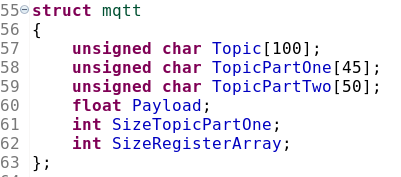 55 struct mqtt
56 {
57     unsigned char Topic[100];
58     unsigned char TopicPartOne[45];
59     unsigned char TopicPartTwo[50];
60     float Payload;
61     int SizeTopicPartOne;
62     int SizeRegisterArray;
63 };